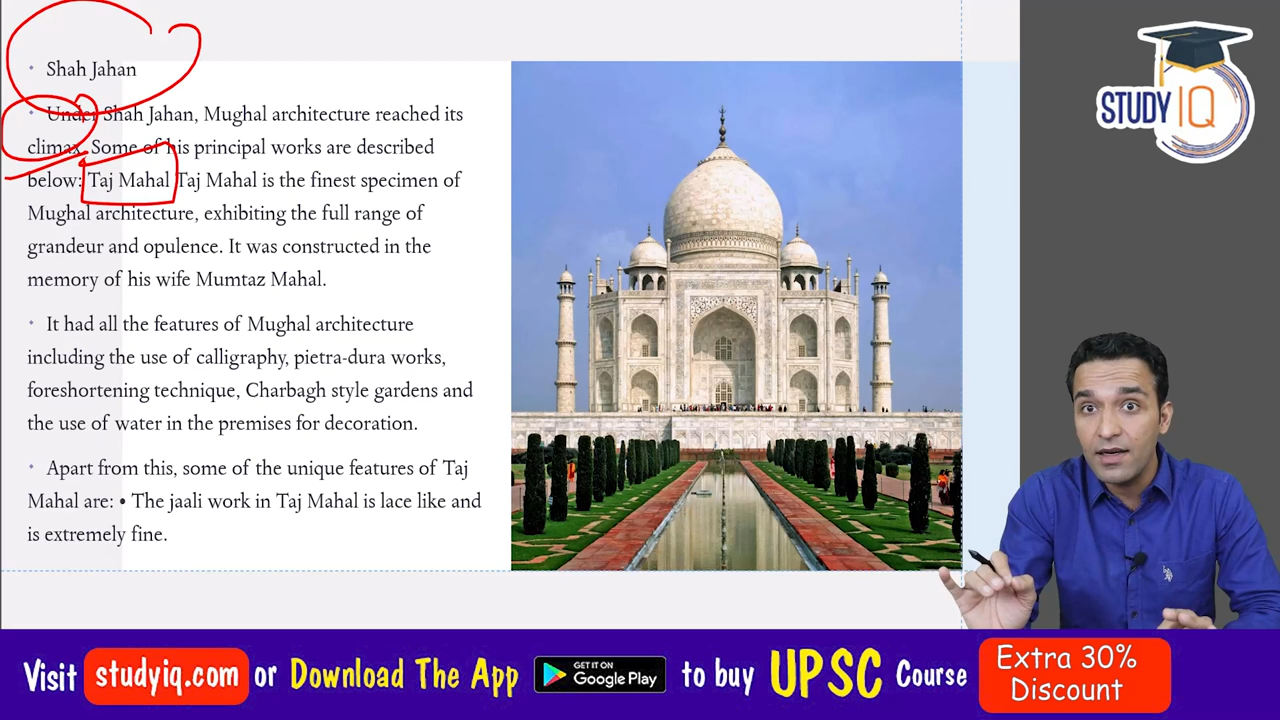 Shah Jahan
Under Shah Jahan, Mughal architecture reached its
climax. Some of his principal works are described
below: Taj Mahal Taj Mahal is the finest specimen of
Mughal architecture, exhibiting the full range of
grandeur and opulence. It was constructed in the
memory of his wife Mumtaz Mahal.
It had all the features of Mughal architecture
including the use of calligraphy, pietra-dura works,
foreshortening technique, Charbagh style gardens and
the use of water in the premises for decoration.
Apart from this, some of the unique features of Taj
Mahal are: • The jaali work in Taj Mahal is lace like and
is extremely fine.
STUDY IQ
Visit studyiq.com or Download The App GET IT ON Google Play to buy UPSC Course
Extra 30%
Discount